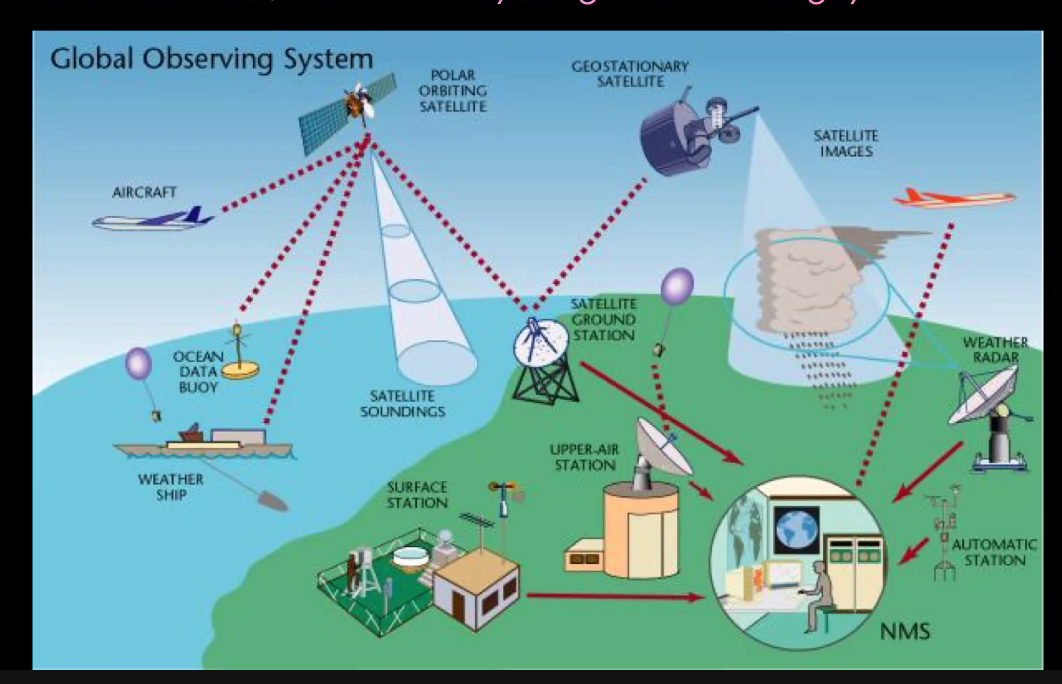 Global Observing System
POLAR
ORBITING
SATELLITE
GEOSTATIONARY
SATELLITE
SATELLITE
IMAGES
AIRCRAFT
SATELLITE
GROUND
STATION
OCEAN
DATA
BUOY
WEATHER
RADAR
SATELLITE
SOUNDINGS
UPPER-AIR
STATION
WEATHER
SHIP
SURFACE
STATION
AUTOMATIC
STATION
NMS